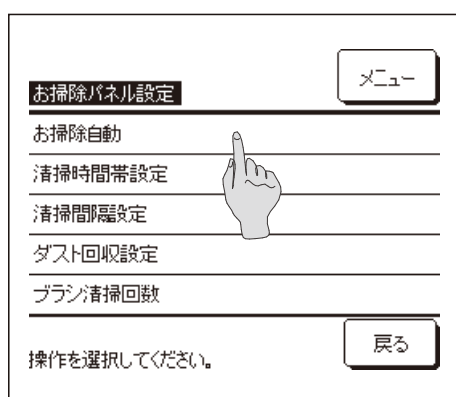 メニュー
お掃除パネル設定
お掃除自動
清掃時間帯設定
清掃間隔設定
ダスト回収設定
ブラシ清掃回数
操作を選択してください。
戻る